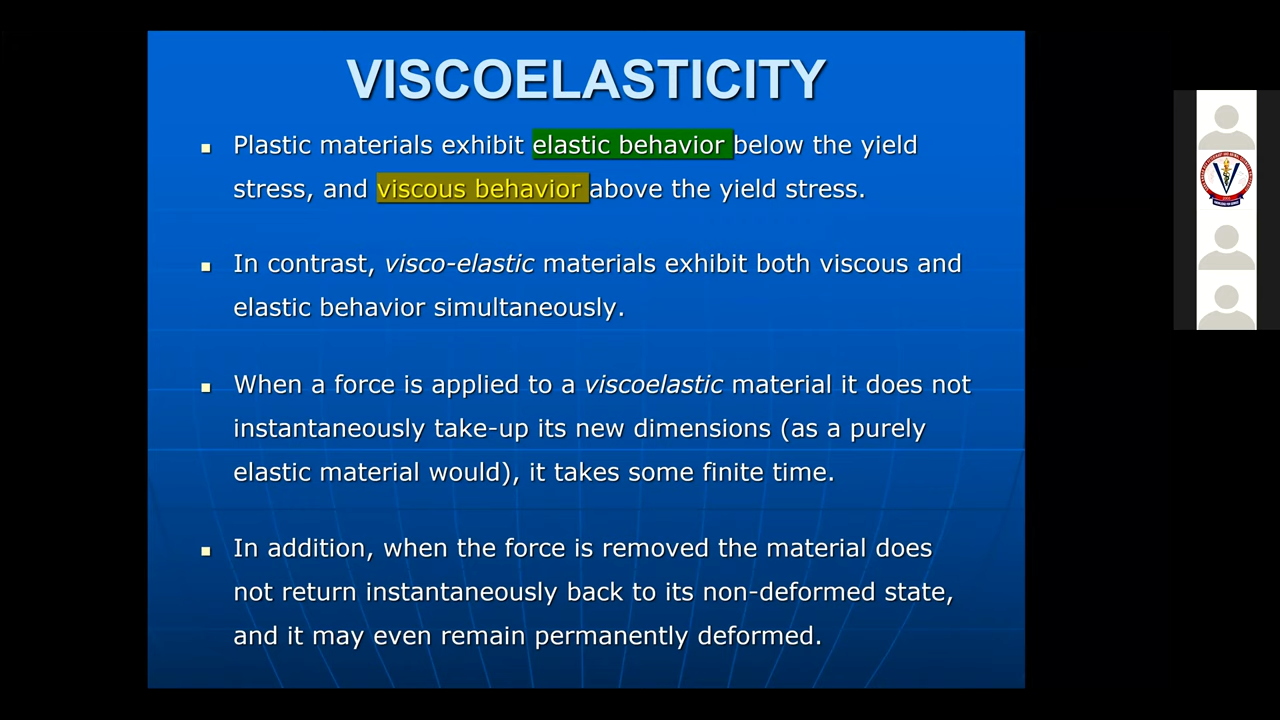 VISCOELASTICITY
Plastic materials exhibit elastic behavior below the yield
stress, and viscous behavior above the yield stress.
In contrast, visco-elastic materials exhibit both viscous and
elastic behavior simultaneously.
When a force is applied to a viscoelastic material it does not
instantaneously take-up its new dimensions (as a purely
elastic material would), it takes some finite time.
In addition, when the force is removed the material does
not return instantaneously back to its non-deformed state,
and it may even remain permanently deformed.